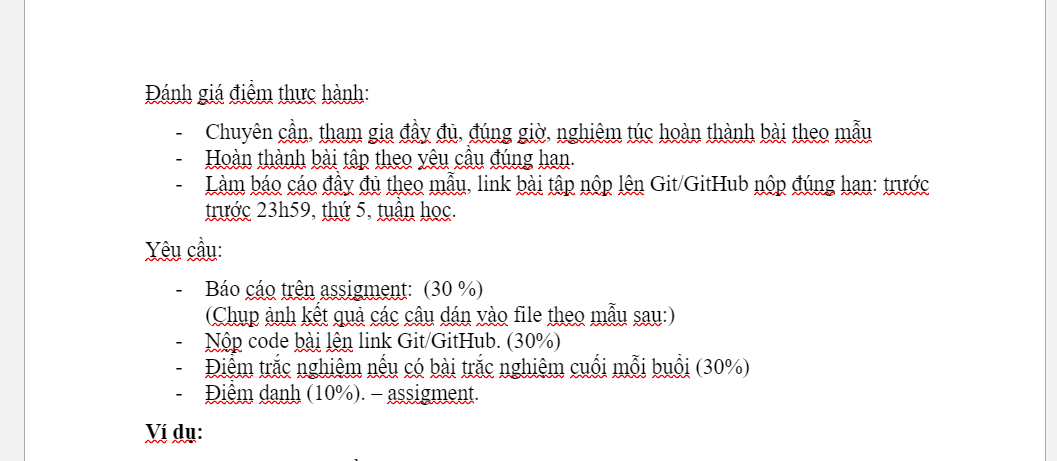 Đánh giá điểm thực hành:
- Chuyên cần, tham gia đầy đủ, đúng giờ, nghiêm túc hoàn thành bài theo mẫu
- Hoàn thành bài tập theo yêu cầu đúng hạn.
- Làm báo cáo đầy đủ theo mẫu, link bài tập nộp lên Git/GitHub nộp đúng hạn: trước
trước 23h59, thứ 5, tuần học.
Yêu cầu:
- Báo cáo trên assigment: (30 %)
(Chụp ảnh kết quả các câu dán vào file theo mẫu sau:)
- Nộp code bài lên link Git/GitHub. (30%)
- Điểm trắc nghiệm nếu có bài trắc nghiệm cuối mỗi buổi (30%)
- Điểm danh (10%). – assigment.
Ví dụ: